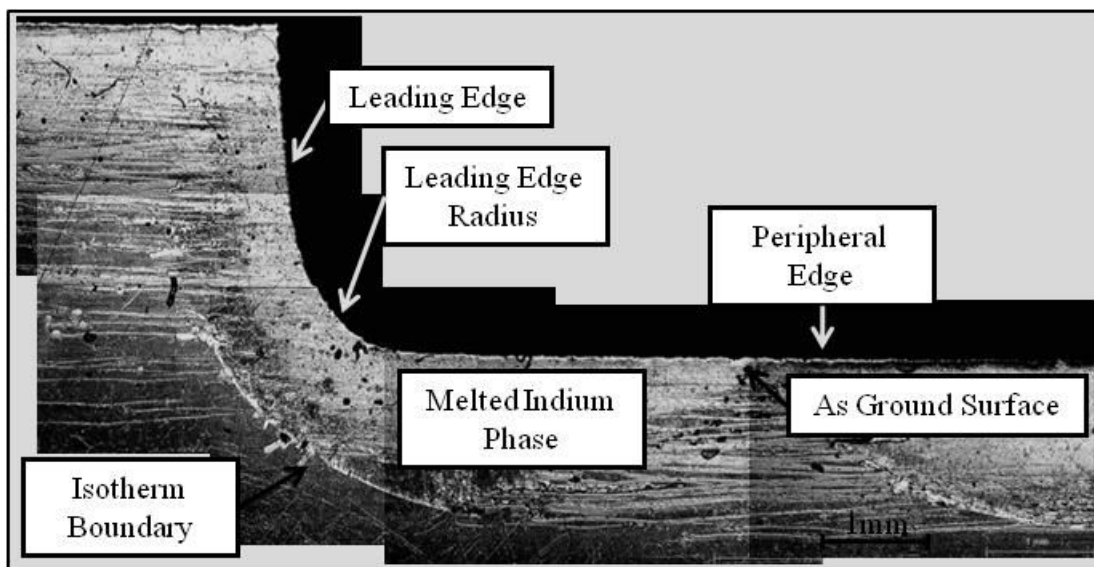 Leading Edge
Leading Edge
Radius
Peripheral
Edge
Melted Indium
Phase
As Ground Surface
Isotherm
Boundary
1mm